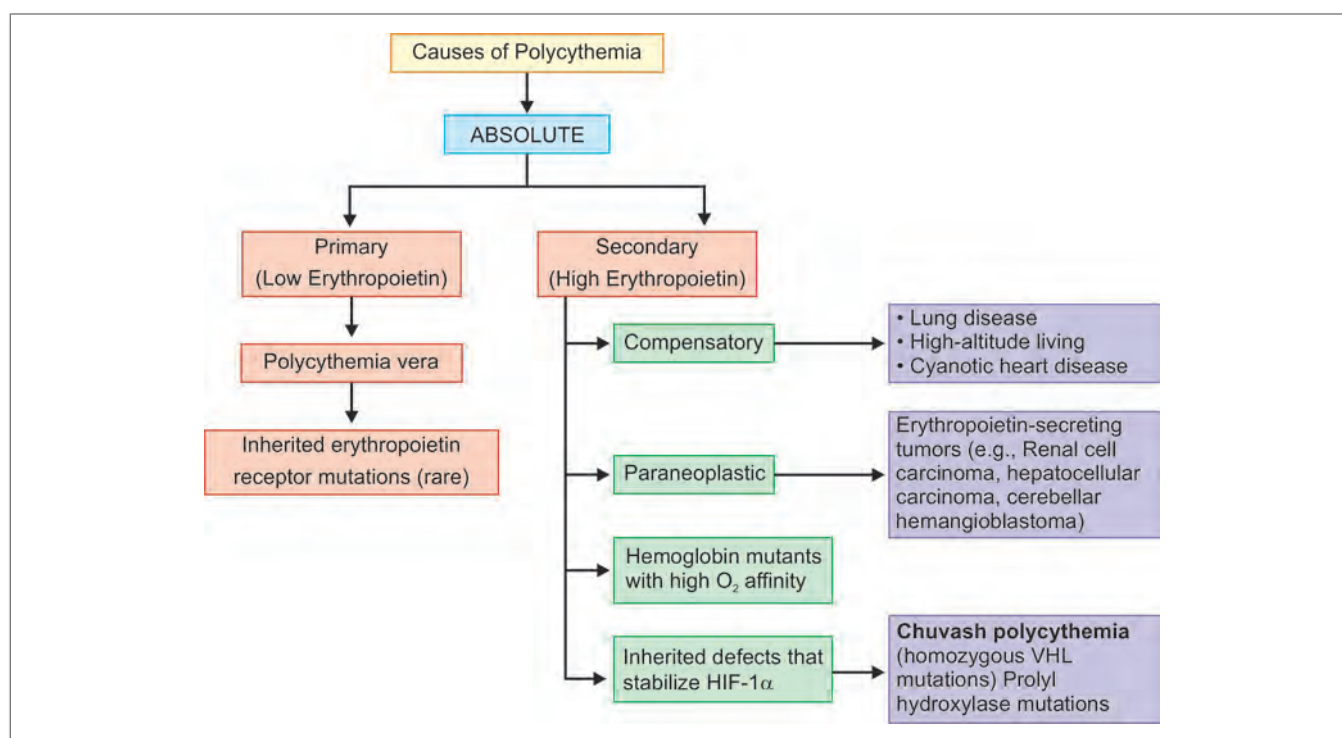 Causes of Polycythemia
ABSOLUTE
Primary
(Low Erythropoietin)
Polycythemia vera
Inherited erythropoietin
receptor mutations (rare)
Secondary
(High Erythropoietin)
Compensatory
• Lung disease
• High-altitude living
• Cyanotic heart disease
Paraneoplastic
Erythropoietin-secreting
tumors (e.g., Renal cell
carcinoma, hepatocellular
carcinoma, cerebellar
hemangioblastoma)
Hemoglobin mutants
with high O₂ affinity
Inherited defects that
stabilize HIF-1α
Chuvash polycythemia
(homozygous VHL
mutations) Prolyl
hydroxylase mutations